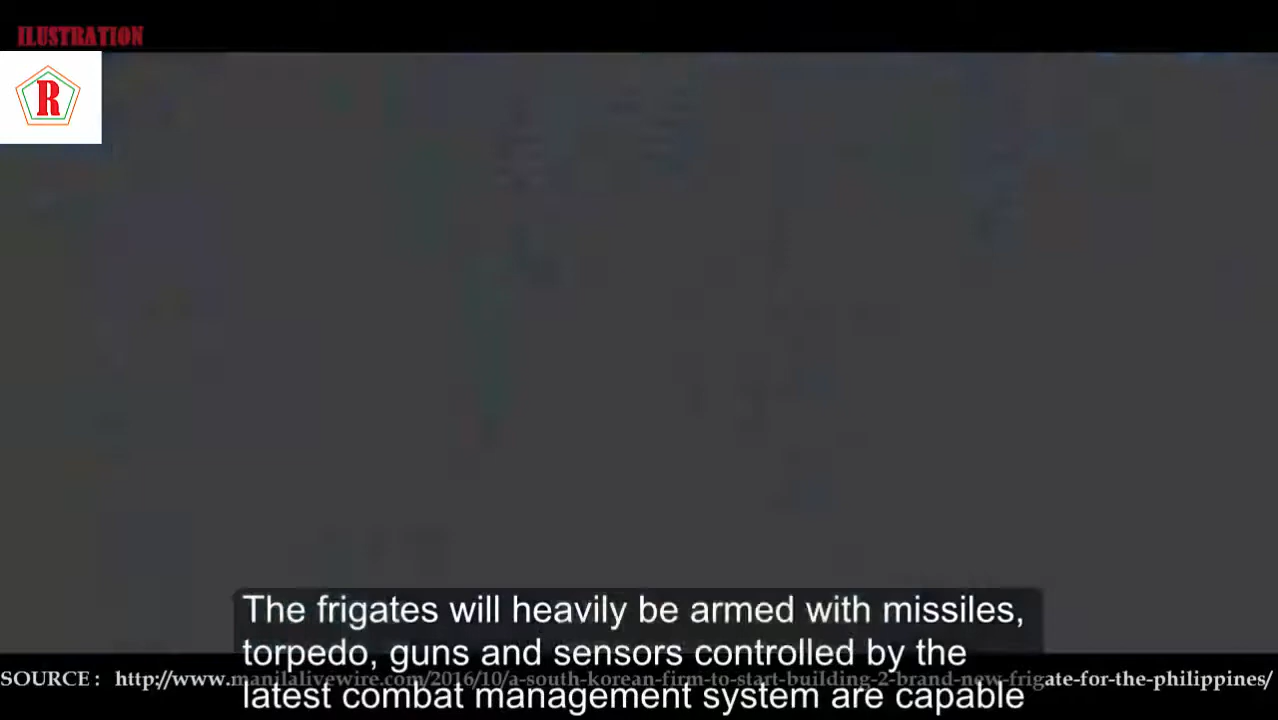 ILUSTRATION
R
The frigates will heavily be armed with missiles,
torpedo, guns and sensors controlled by the
SOURCE : http://www.manilalivewire.com/2016/10/a-south-korean-firm-to-start-building-2-brand-new-frigate-for-the-philippines/
latest combat management system are capable